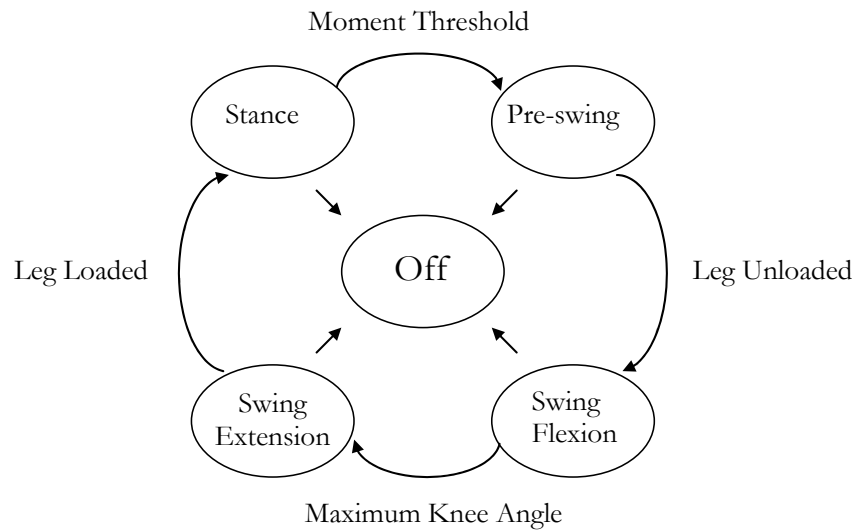 Moment Threshold
Stance
Pre-swing
Leg Loaded
Off
Leg Unloaded
Swing
Extension
Swing
Flexion
Maximum Knee Angle